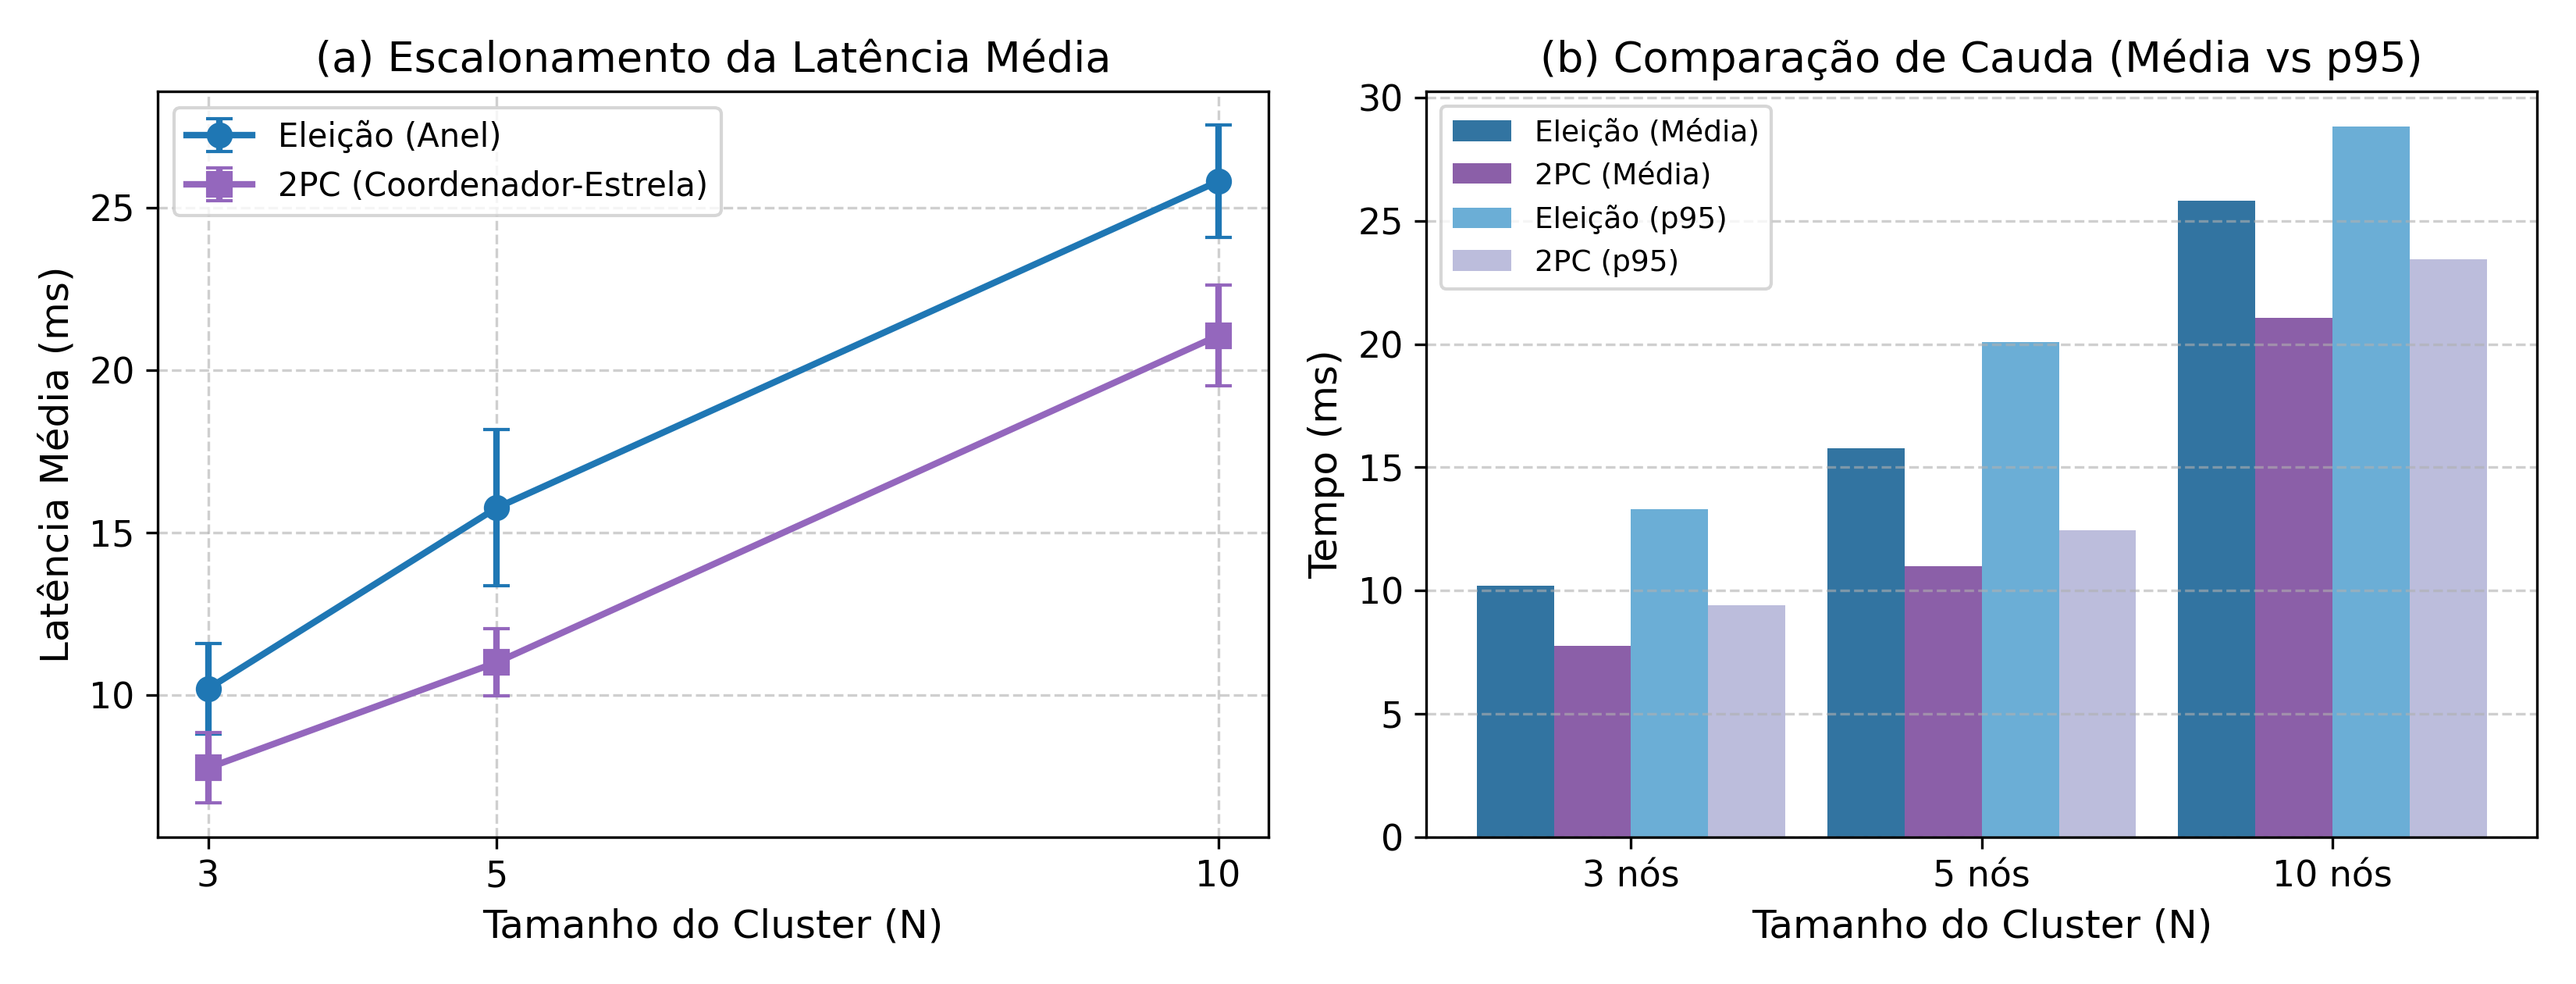 (a) Escalonamento da Latência Média
Eleição (Anel)
2PC (Coordenador-Estrela)
25
20
15
10
Latência Média (ms)
3
5
10
Tamanho do Cluster (N)
(b) Comparação de Cauda (Média vs p95)
Eleição (Média)
2PC (Média)
Eleição (p95)
2PC (p95)
30
25
20
15
10
5
0
Tempo (ms)
3 nós
5 nós
10 nós
Tamanho do Cluster (N)